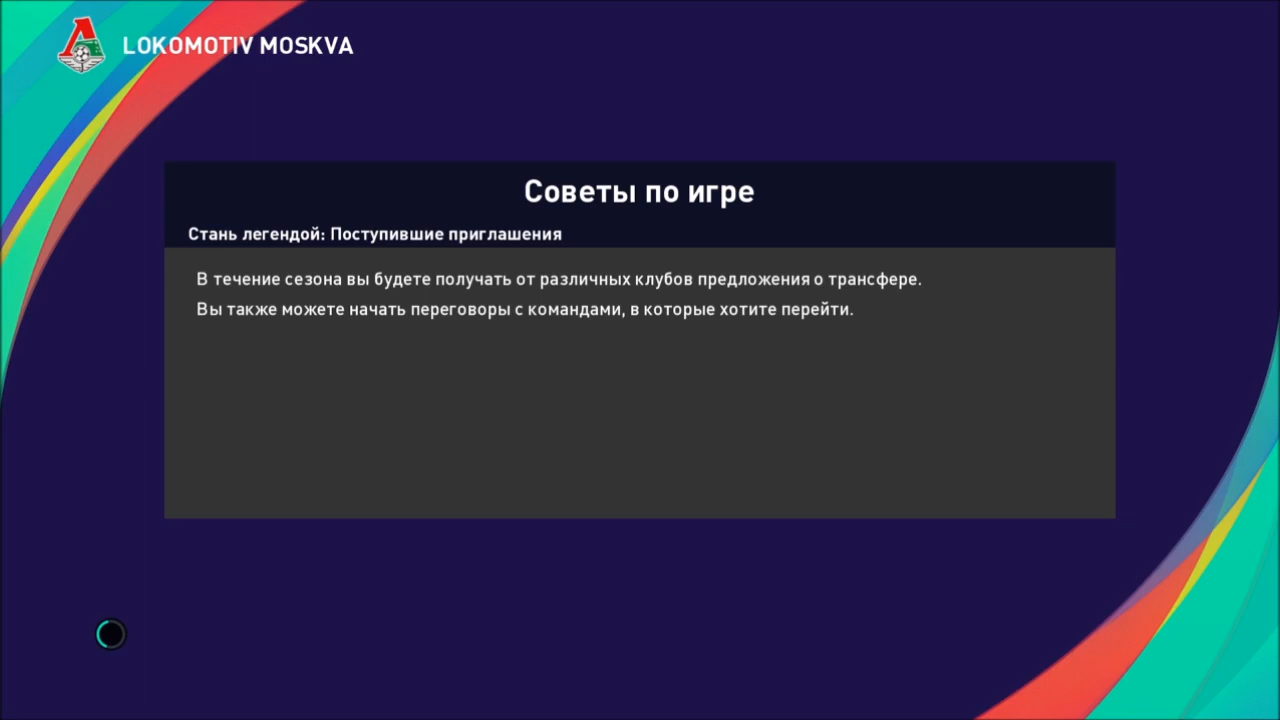 LOKOMOTIV MOSKVA
Советы по игре
Стань легендой: Поступившие приглашения
В течение сезона вы будете получать от различных клубов предложения о трансфере.
Вы также можете начать переговоры с командами, в которые хотите перейти.